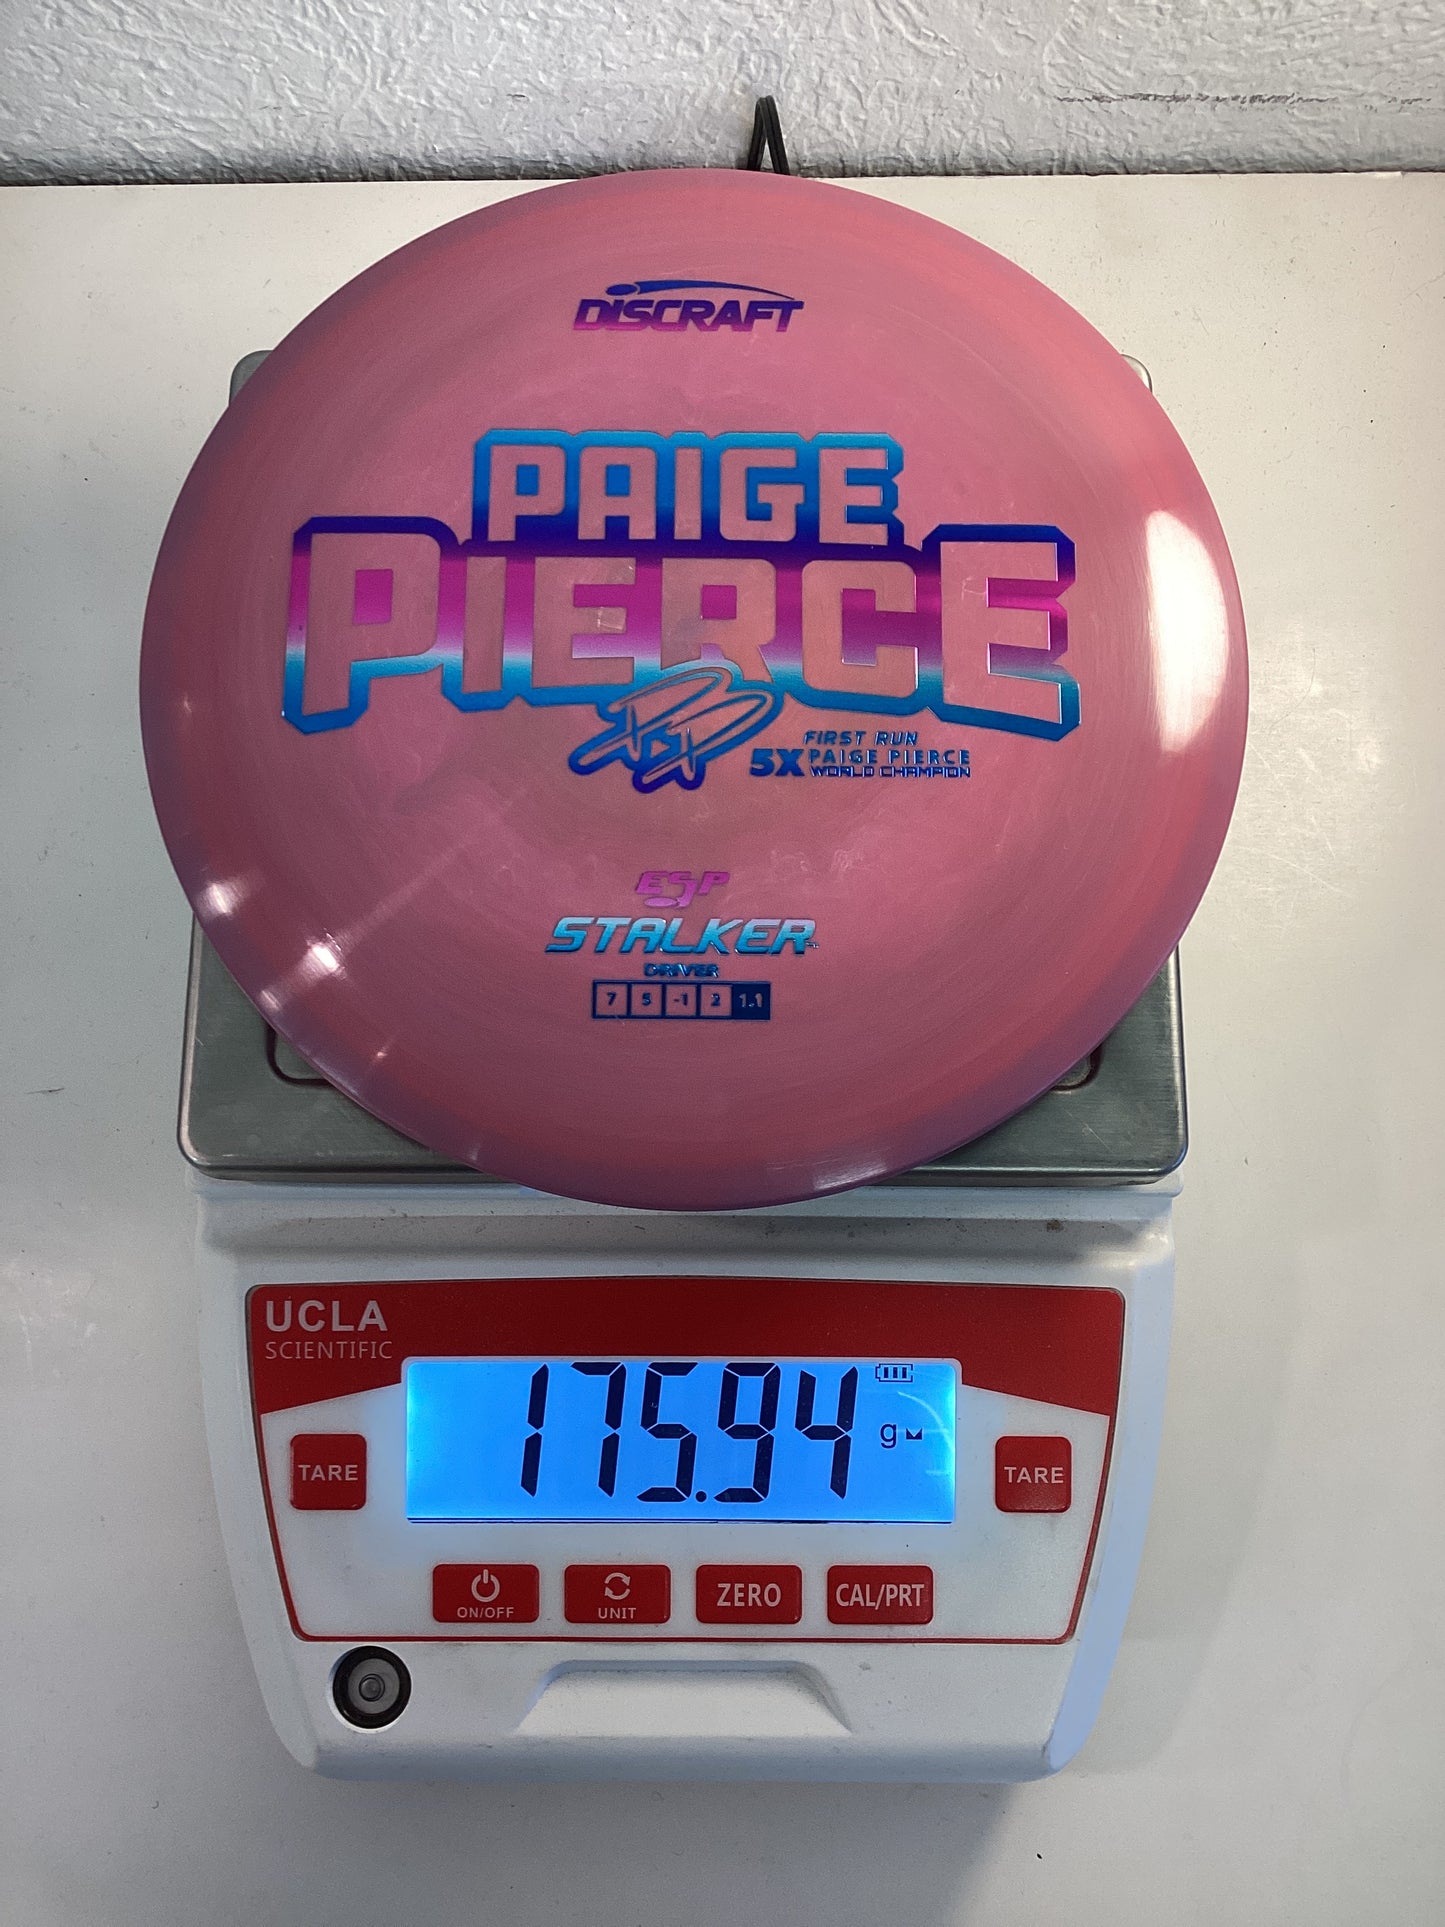 DISCRAFT
PAIGE
PIERCE
FIRST RUN
5X PAIGE PIERCE
WORLD CHAMPION
ESP
STALKER™
DRIVER
7 5 -1 2 1.1
UCLA
SCIENTIFIC
175.94 g
TARE TARE
ON/OFF UNIT ZERO CAL/PRT